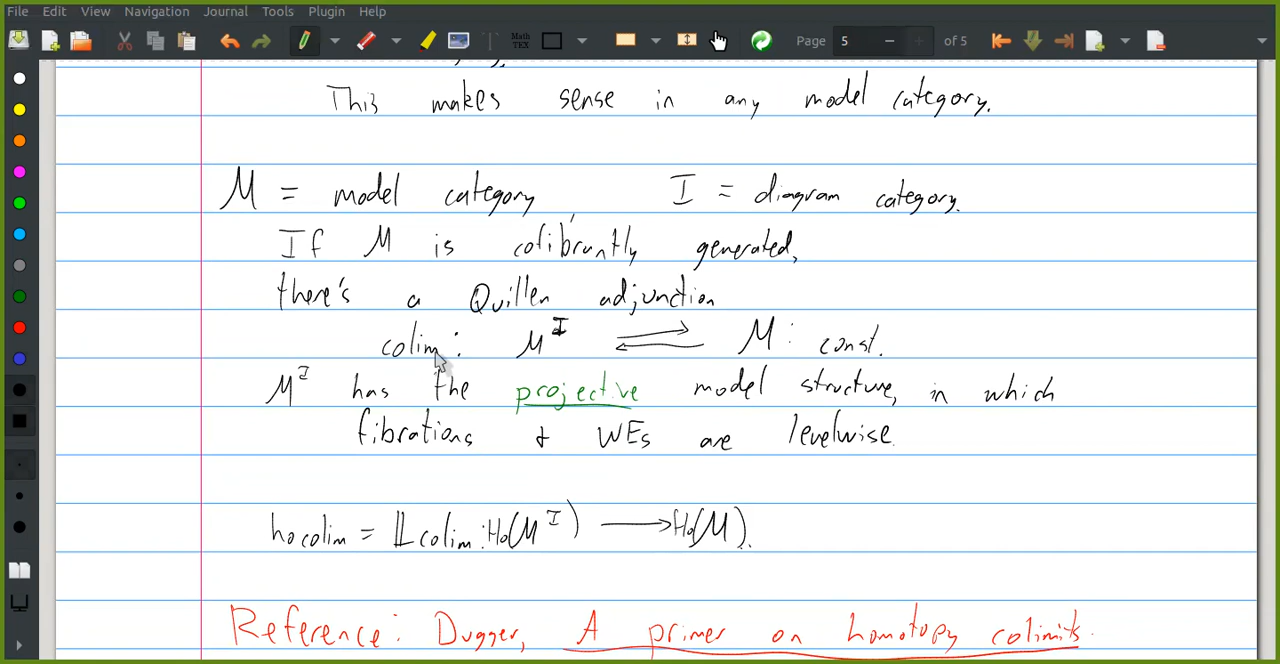 File Edit View Navigation Journal Tools Plugin Help
Math TEX T Page 5 of 5
This makes sense in any model category.
M = model category I = diagram category.
If M is cofibrantly generated,
there's a Quillen adjunction
colim: M^I ⇄ M: const.
M^I has the projective model structure, in which
fibrations & WEs are levelwise.
hocolim = 𝕃colim: Ho(M^I) → Ho(M).
Reference: Dugger, A primer on homotopy colimits.